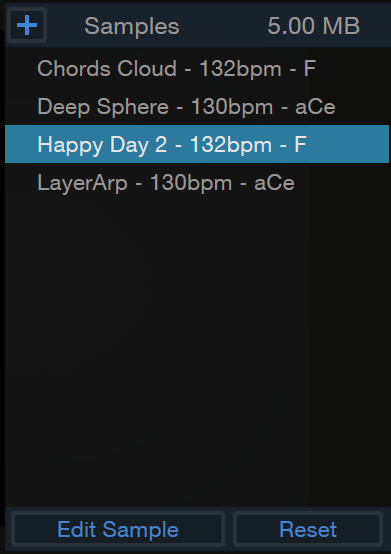 + Samples 5.00 MB
Chords Cloud - 132bpm - F
Deep Sphere - 130bpm - aCe
Happy Day 2 - 132bpm - F
LayerArp - 130bpm - aCe
Edit Sample Reset